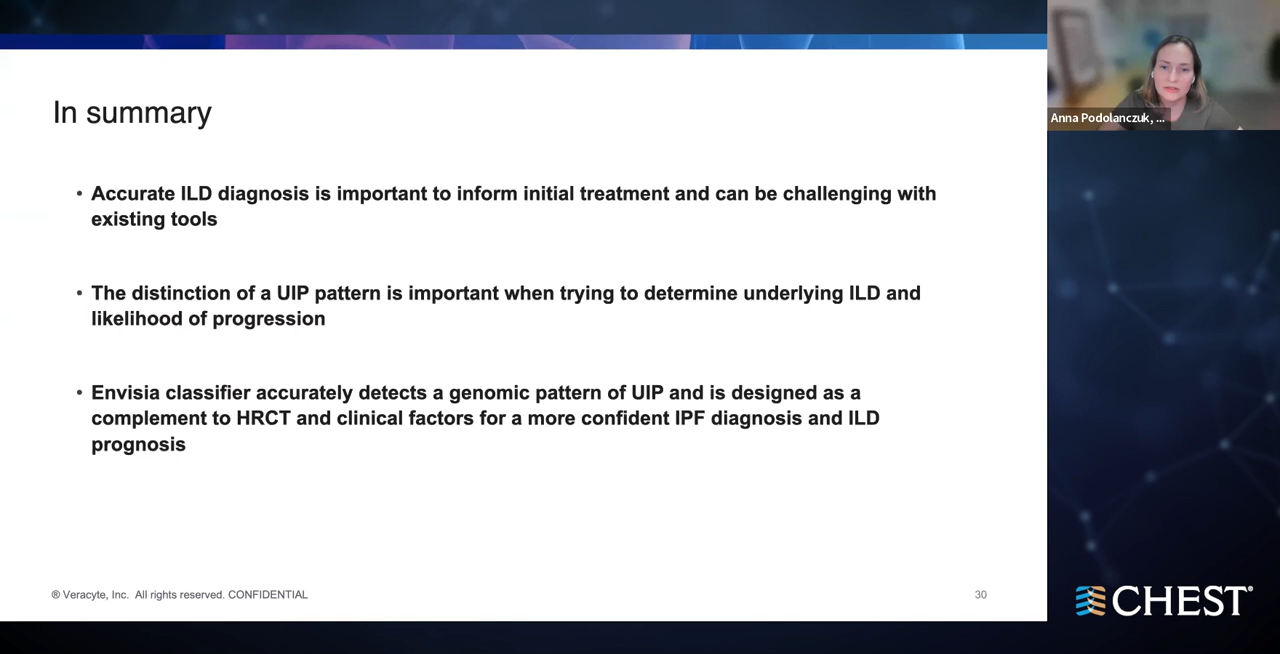 In summary
• Accurate ILD diagnosis is important to inform initial treatment and can be challenging with
existing tools
• The distinction of a UIP pattern is important when trying to determine underlying ILD and
likelihood of progression
• Envisia classifier accurately detects a genomic pattern of UIP and is designed as a
complement to HRCT and clinical factors for a more confident IPF diagnosis and ILD
prognosis
® Veracyte, Inc.  All rights reserved. CONFIDENTIAL
30
Anna Podolanczuk, ...
CHEST®